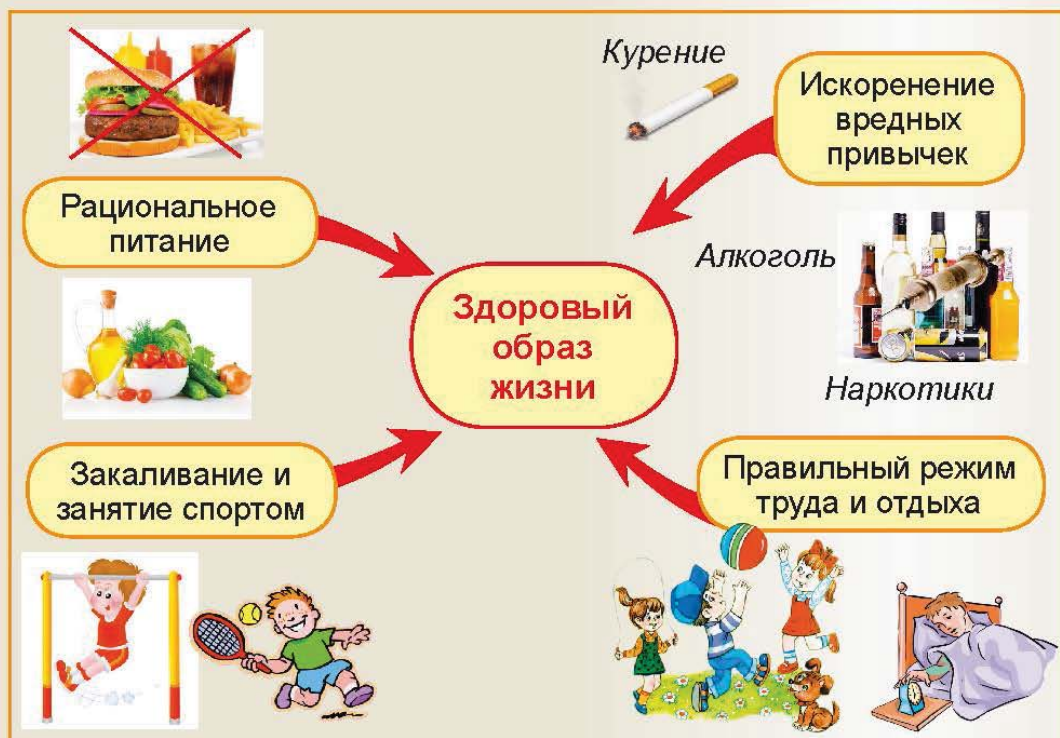 Курение
Искоренение
вредных
привычек
Рациональное
питание
Алкоголь
Здоровый
образ
жизни
Наркотики
Закаливание и
занятие спортом
Правильный режим
труда и отдыха